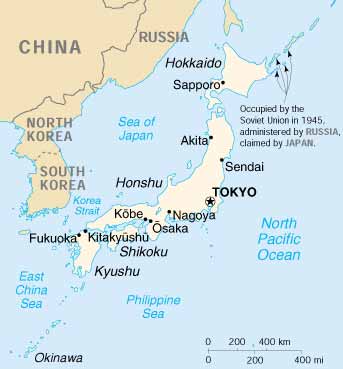 RUSSIA
CHINA
Hokkaido
Sapporo
Occupied by the
Soviet Union in 1945,
administered by RUSSIA,
claimed by JAPAN.
NORTH
KOREA
Sea of
Japan
Akita
Sendai
SOUTH
KOREA
Honshu
TOKYO
Korea
Strait
Kōbe
Nagoya
Ōsaka
North
Pacific
Ocean
Fukuoka
Kitakyūshū
Shikoku
Kyushu
East
China
Sea
Philippine
Sea
Okinawa
0 200 400 km
0 200 400 mi